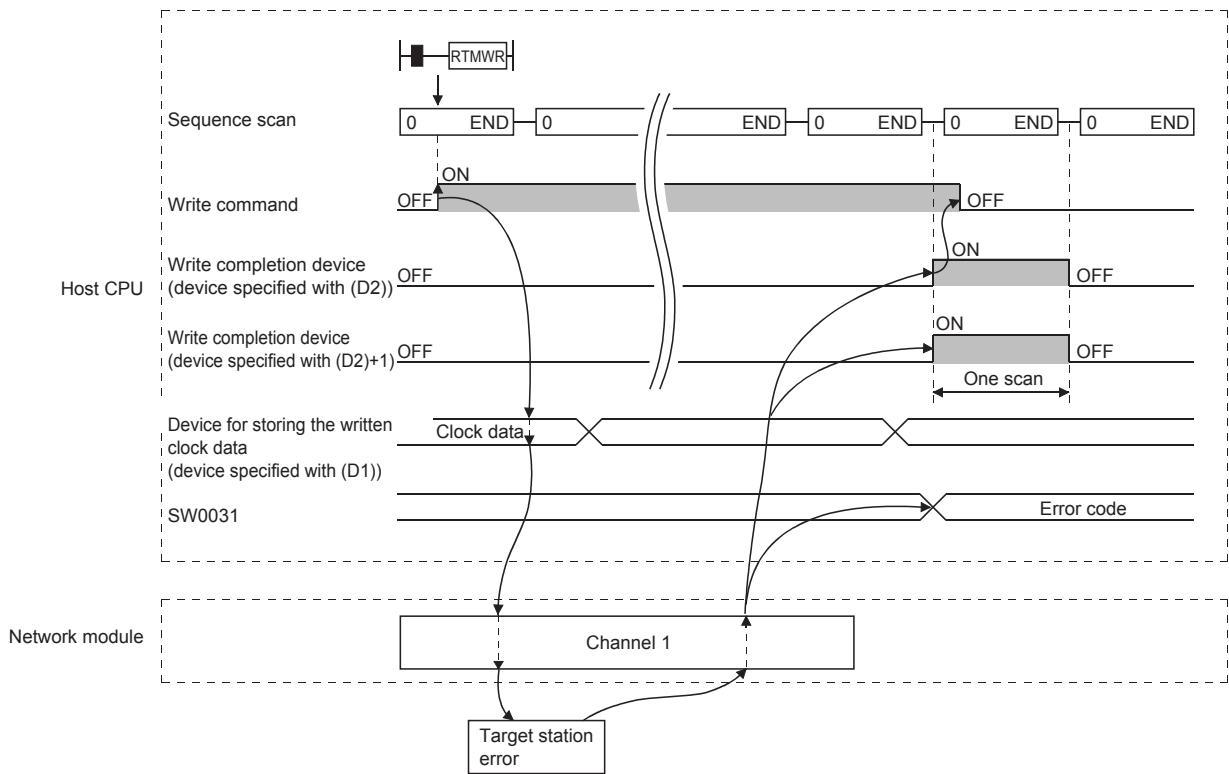 RTMWR
Sequence scan
0 END 0 END 0 END 0 END 0 END
ON
Write command
OFF
OFF
Host CPU
Write completion device
(device specified with (D2))
OFF
ON
OFF
Write completion device
(device specified with (D2)+1)
OFF
ON
OFF
One scan
Device for storing the written
clock data
(device specified with (D1))
Clock data
SW0031
Error code
Network module
Channel 1
Target station
error